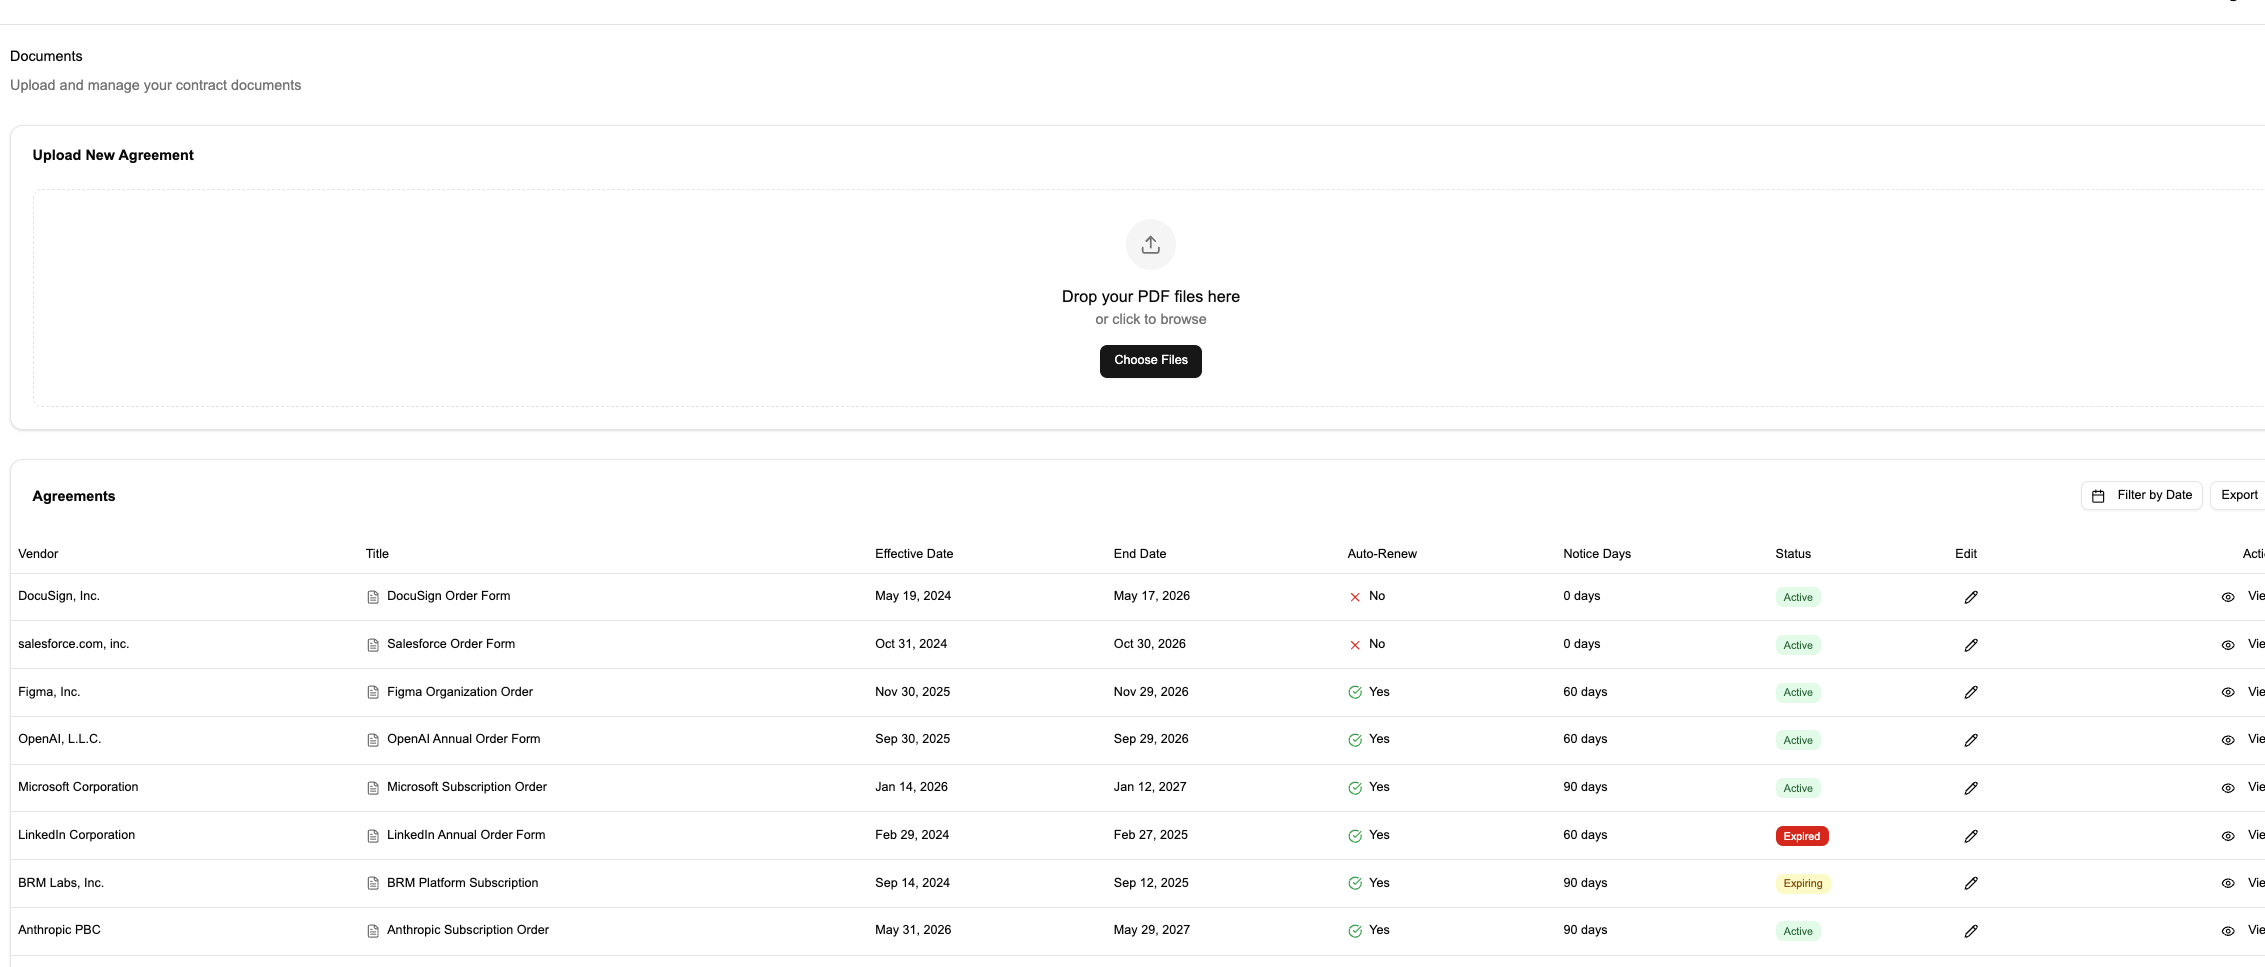 Documents
Upload and manage your contract documents
Upload New Agreement
Drop your PDF files here
or click to browse
Choose Files
Agreements
Filter by Date Export
Vendor Title Effective Date End Date Auto-Renew Notice Days Status Edit Acti
DocuSign, Inc. DocuSign Order Form May 19, 2024 May 17, 2026 No 0 days Active Vie
salesforce.com, inc. Salesforce Order Form Oct 31, 2024 Oct 30, 2026 No 0 days Active Vie
Figma, Inc. Figma Organization Order Nov 30, 2025 Nov 29, 2026 Yes 60 days Active Vie
OpenAI, L.L.C. OpenAI Annual Order Form Sep 30, 2025 Sep 29, 2026 Yes 60 days Active Vie
Microsoft Corporation Microsoft Subscription Order Jan 14, 2026 Jan 12, 2027 Yes 90 days Active Vie
LinkedIn Corporation LinkedIn Annual Order Form Feb 29, 2024 Feb 27, 2025 Yes 60 days Expired Vie
BRM Labs, Inc. BRM Platform Subscription Sep 14, 2024 Sep 12, 2025 Yes 90 days Expiring Vie
Anthropic PBC Anthropic Subscription Order May 31, 2026 May 29, 2027 Yes 90 days Active Vie